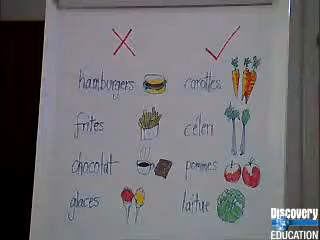 hamburgers carottes
frites céleri
chocolat pommes
glaces laitue
Discovery
EDUCATION